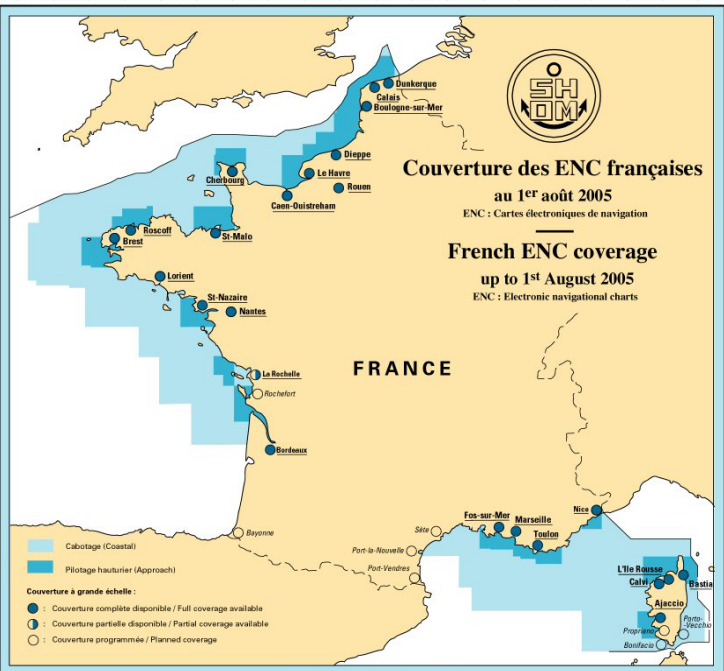 SH
OM
Dunkerque
Calais
Boulogne-sur-Mer
Dieppe
Le Havre
Rouen
Cherbourg
Caen-Ouistreham
Couverture des ENC françaises
au 1er août 2005
ENC : Cartes électroniques de navigation
French ENC coverage
up to 1st August 2005
ENC : Electronic navigational charts
Roscoff
Brest
St-Malo
Lorient
St-Nazaire
Nantes
FRANCE
La Rochelle
Rochefort
Bordeaux
Bayonne
Sète
Port-la-Nouvelle
Port-Vendres
Fos-sur-Mer
Marseille
Toulon
Nice
L'Ile Rousse
Calvi
Bastia
Ajaccio
Propriano
Porto-
Vecchio
Bonifacio
Cabotage (Coastal)
Pilotage hauturier (Approach)
Couverture à grande échelle :
: Couverture complète disponible / Full coverage available
: Couverture partielle disponible / Partial coverage available
: Couverture programmée / Planned coverage